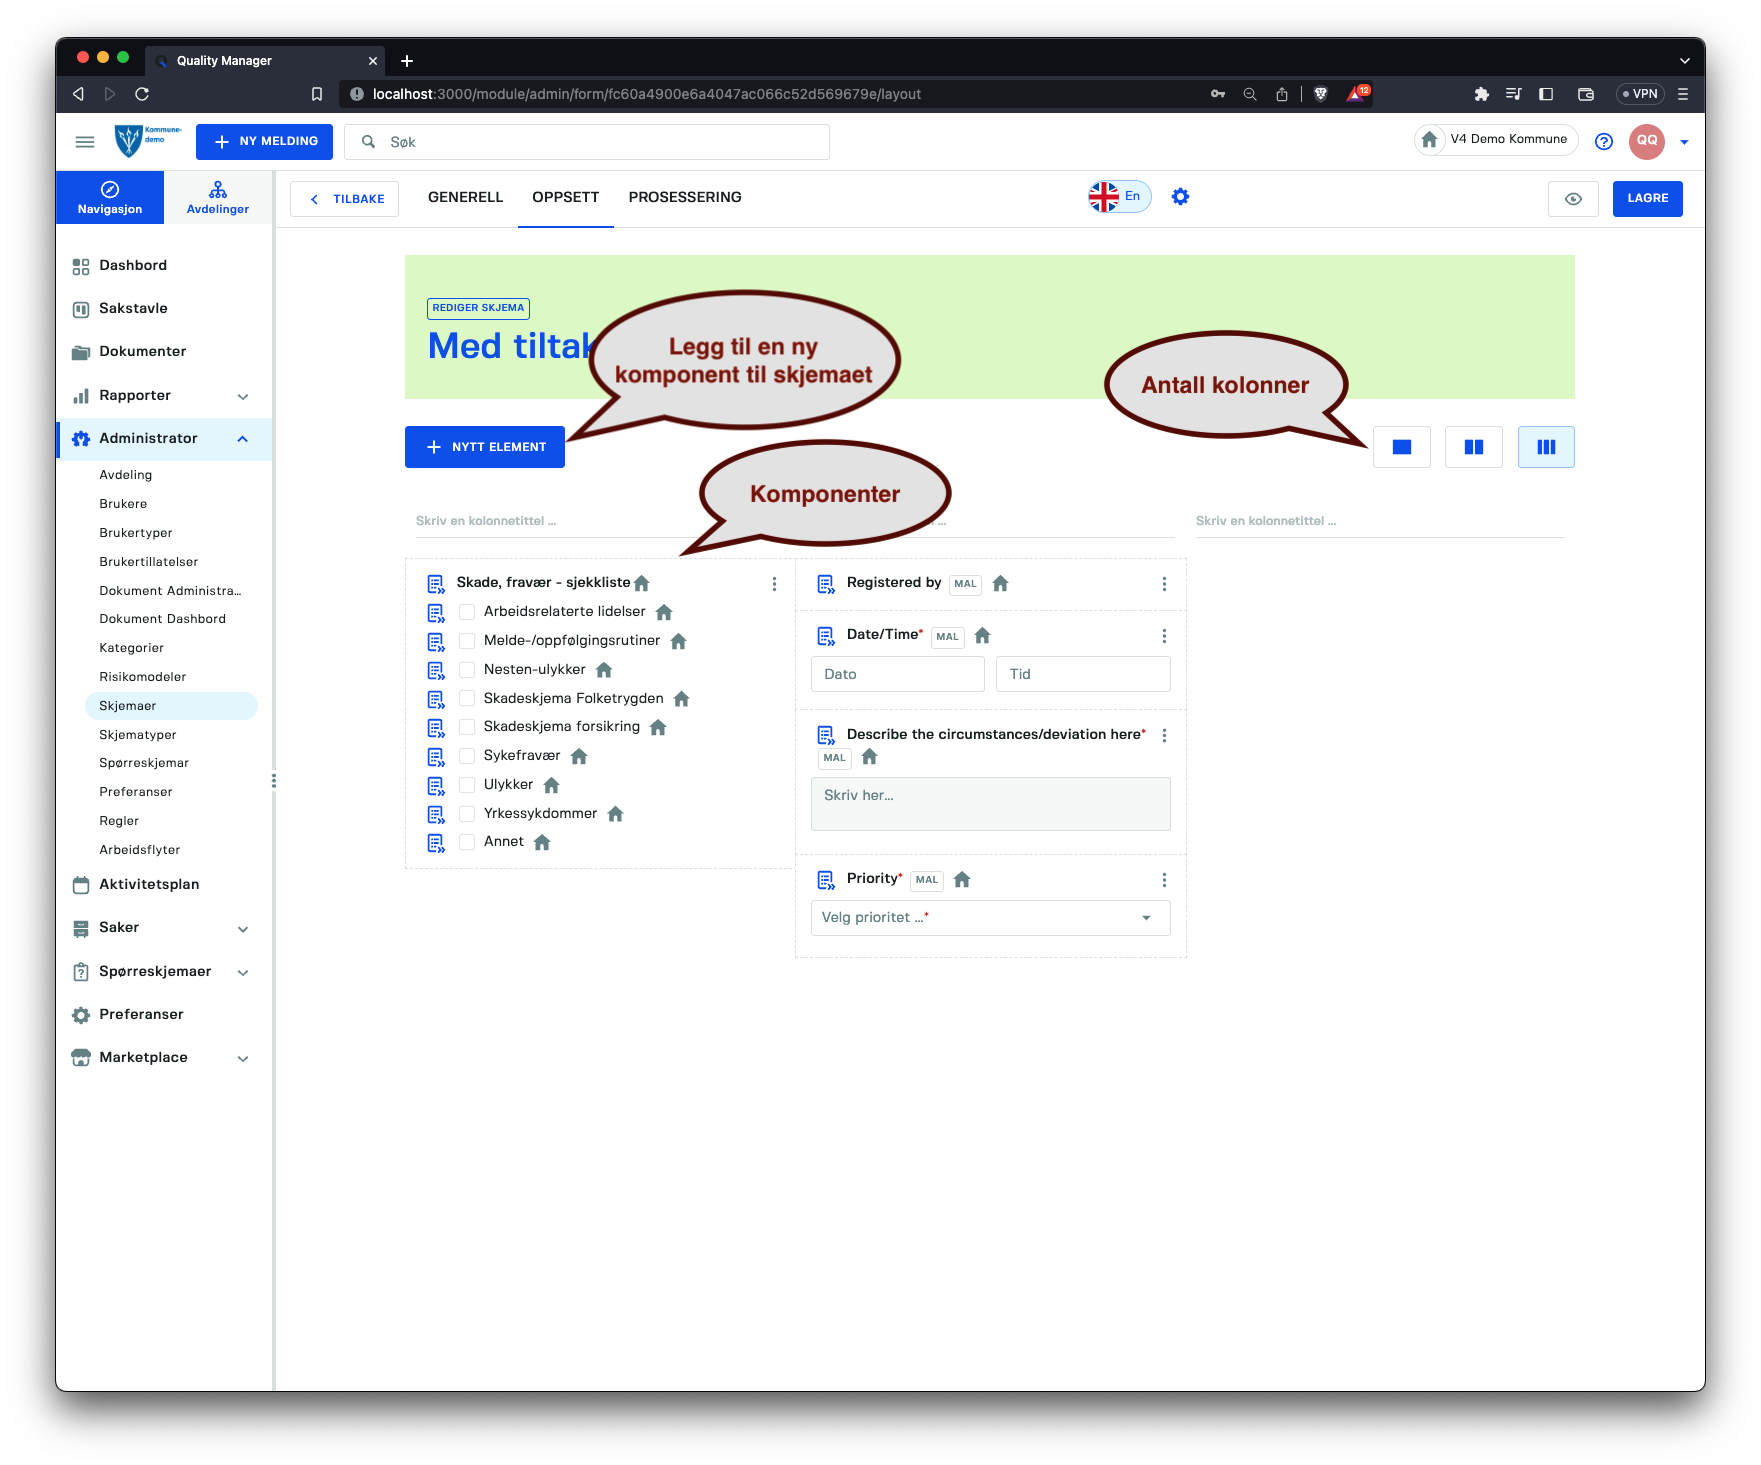 Quality Manager
localhost:3000/module/admin/form/fc60a4900e6a4047ac066c52d569679e/layout
12
VPN
Kommune-
demo
NY MELDING
Søk
V4 Demo Kommune
QQ
Navigasjon
Avdelinger
TILBAKE
GENERELL
OPPSETT
PROSESSERING
En
LAGRE
Dashbord
Sakstavle
Dokumenter
Rapporter
Administrator
Avdeling
Brukere
Brukertyper
Brukertillatelser
Dokument Administra...
Dokument Dashbord
Kategorier
Risikomodeler
Skjemaer
Skjematyper
Spørreskjemar
Preferanser
Regler
Arbeidsflyter
Aktivitetsplan
Saker
Spørreskjemaer
Preferanser
Marketplace
REDIGER SKJEMA
Med tiltak
Legg til en ny
komponent til skjemaet
Antall kolonner
NYTT ELEMENT
Komponenter
Skriv en kolonnetittel ...
...
Skriv en kolonnetittel ...
Skade, fravær - sjekkliste
Arbeidsrelaterte lidelser
Melde-/oppfølgingsrutiner
Nesten-ulykker
Skadeskjema Folketrygden
Skadeskjema forsikring
Sykefravær
Ulykker
Yrkessykdommer
Annet
Registered by MAL
Date/Time* MAL
Dato
Tid
Describe the circumstances/deviation here*
MAL
Skriv her...
Priority* MAL
Velg prioritet ...*